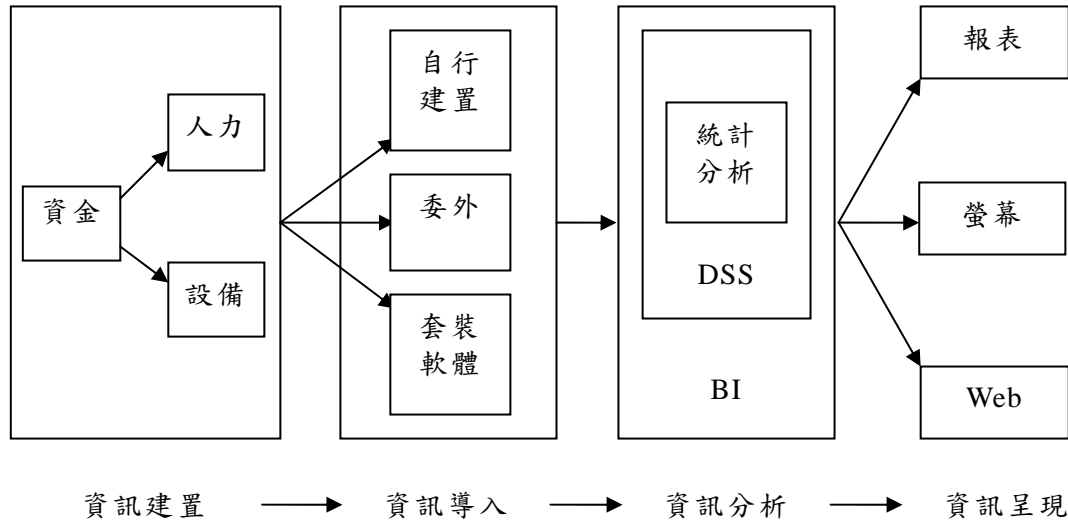 資金
人力
設備
自行
建置
委外
套裝
軟體
統計
分析
DSS
BI
報表
螢幕
Web
資訊建置
資訊導入
資訊分析
資訊呈現